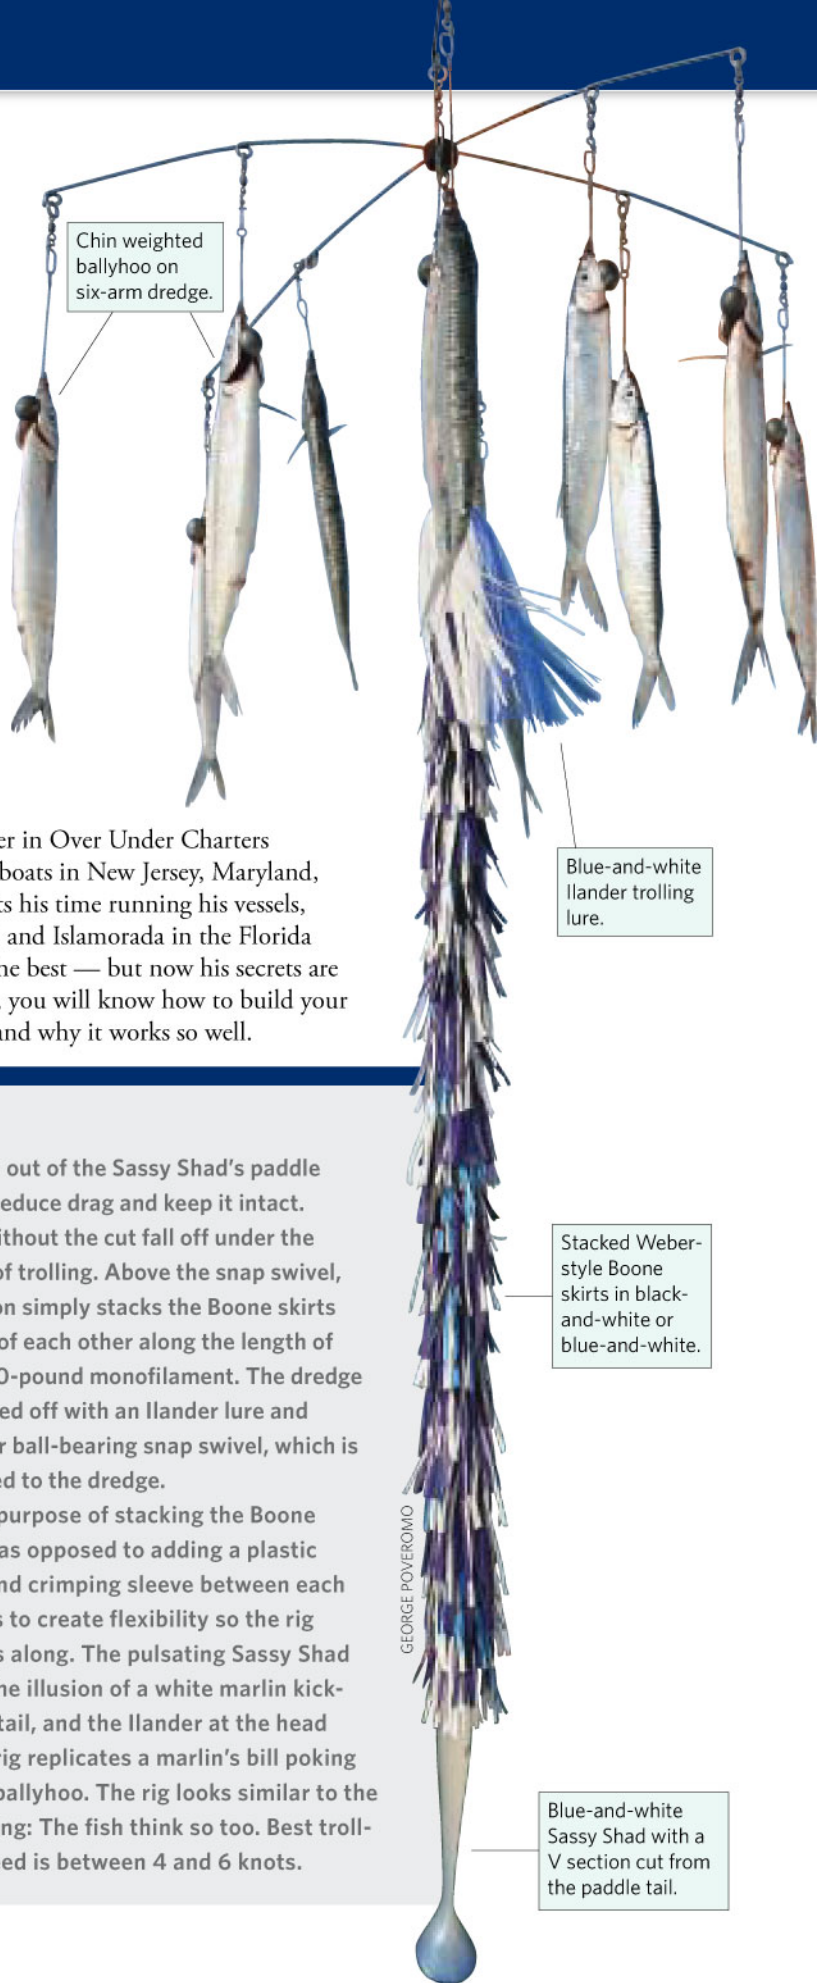 Chin weighted
ballyhoo on
six-arm dredge.
er in Over Under Charters
boats in New Jersey, Maryland,
ts his time running his vessels,
and Islamorada in the Florida
he best — but now his secrets are
, you will know how to build your
and why it works so well.
Blue-and-white
Ilander trolling
lure.
out of the Sassy Shad's paddle
educe drag and keep it intact.
ithout the cut fall off under the
of trolling. Above the snap swivel,
on simply stacks the Boone skirts
of each other along the length of
0-pound monofilament. The dredge
ed off with an Ilander lure and
r ball-bearing snap swivel, which is
ed to the dredge.
purpose of stacking the Boone
as opposed to adding a plastic
nd crimping sleeve between each
s to create flexibility so the rig
s along. The pulsating Sassy Shad
he illusion of a white marlin kick-
tail, and the Ilander at the head
rig replicates a marlin's bill poking
ballyhoo. The rig looks similar to the
ng: The fish think so too. Best troll-
ed is between 4 and 6 knots.
Stacked Weber-
style Boone
skirts in black-
and-white or
blue-and-white.
GEORGE POVEROMO
Blue-and-white
Sassy Shad with a
V section cut from
the paddle tail.